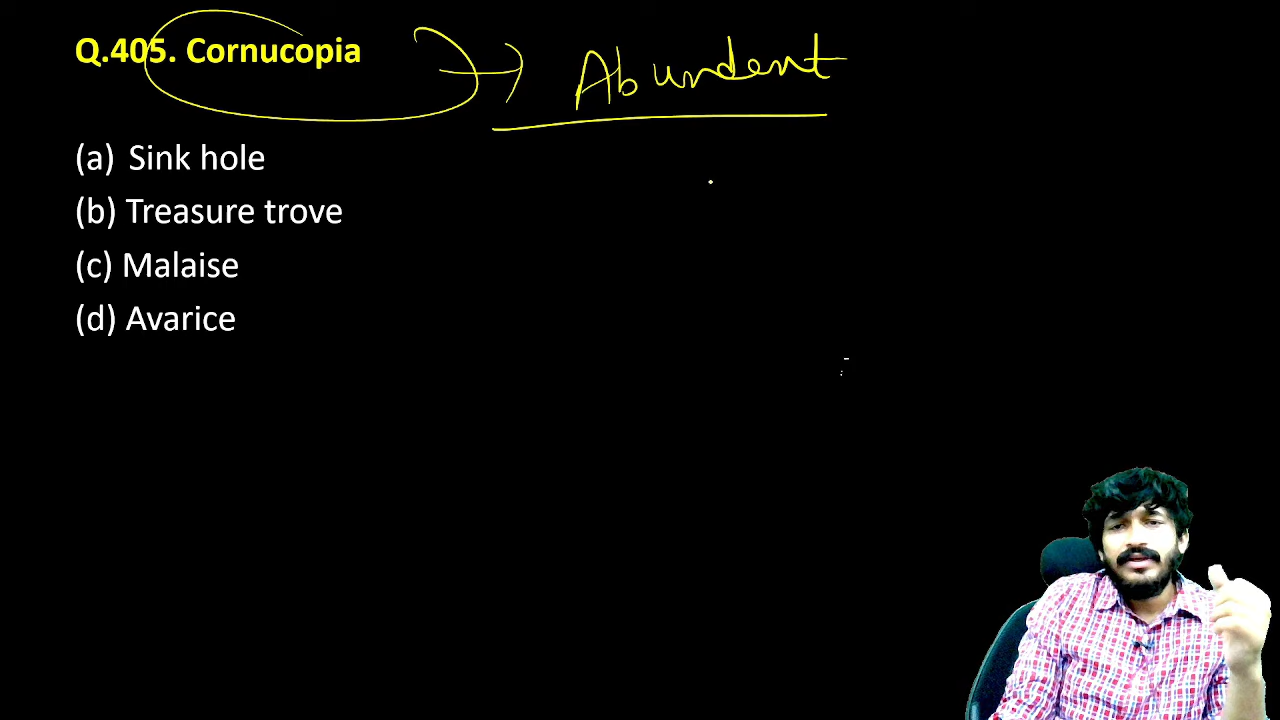 Q.405. Cornucopia → Abundent
(a) Sink hole
(b) Treasure trove
(c) Malaise
(d) Avarice